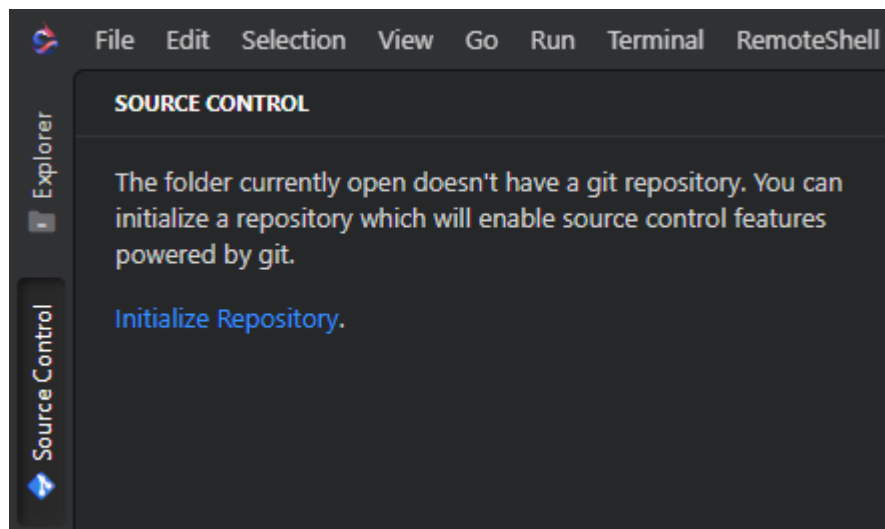 File Edit Selection View Go Run Terminal RemoteShell
SOURCE CONTROL
Explorer
The folder currently open doesn't have a git repository. You can
initialize a repository which will enable source control features
powered by git.
Initialize Repository.
Source Control